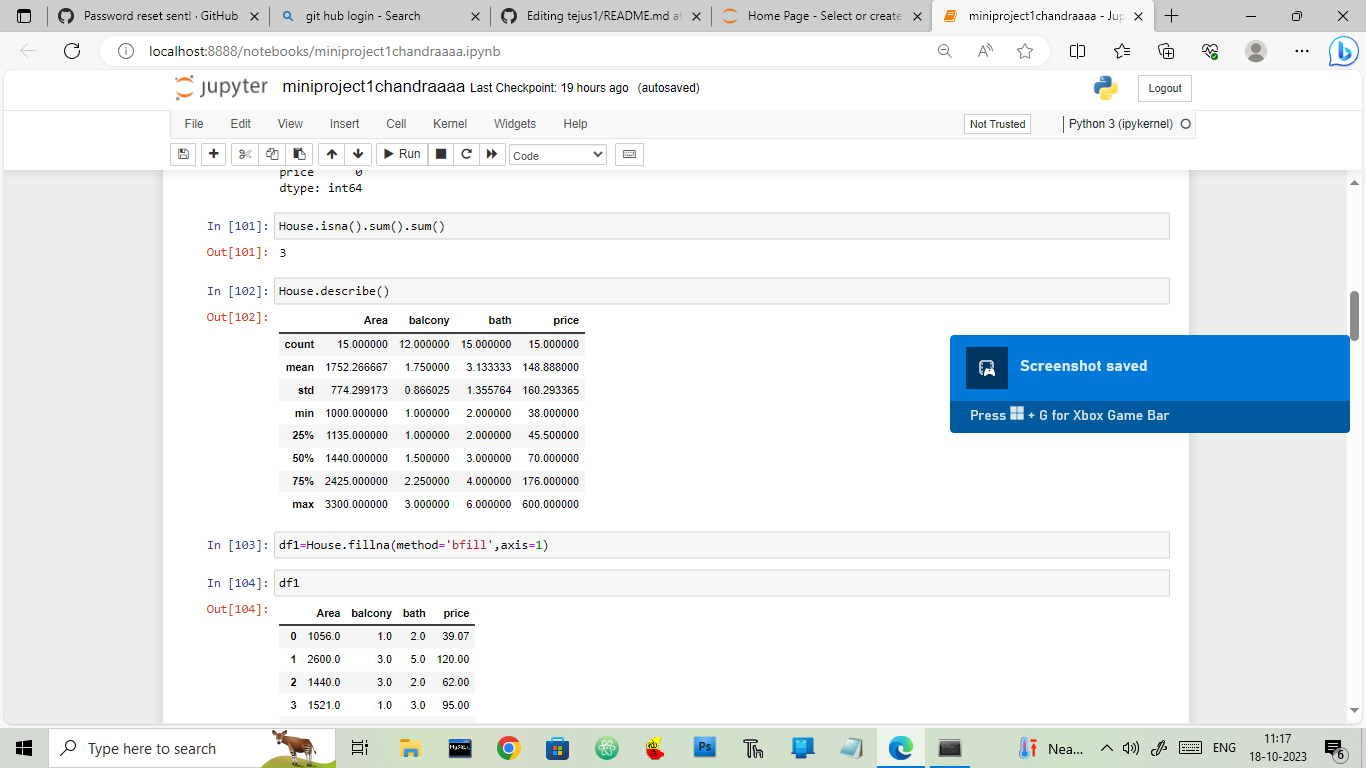 Password reset sent! · GitHub
git hub login - Search
Editing tejus1/README.md at
Home Page - Select or create
miniproject1chandraaaa - Jup
localhost:8888/notebooks/miniproject1chandraaaa.ipynb
jupyter miniproject1chandraaaa Last Checkpoint: 19 hours ago (autosaved)
Logout
File Edit View Insert Cell Kernel Widgets Help
Not Trusted
Python 3 (ipykernel)
Run
Code
price 0
dtype: int64
In [101]: House.isna().sum().sum()
Out[101]: 3
In [102]: House.describe()
Out[102]:
Area balcony bath price
count 15.000000 12.000000 15.000000 15.000000
mean 1752.266667 1.750000 3.133333 148.888000
std 774.299173 0.866025 1.355764 160.293365
min 1000.000000 1.000000 2.000000 38.000000
25% 1135.000000 1.000000 2.000000 45.500000
50% 1440.000000 1.500000 3.000000 70.000000
75% 2425.000000 2.250000 4.000000 176.000000
max 3300.000000 3.000000 6.000000 600.000000
Screenshot saved
Press + G for Xbox Game Bar
In [103]: df1=House.fillna(method='bfill',axis=1)
In [104]: df1
Out[104]:
Area balcony bath price
0 1056.0 1.0 2.0 39.07
1 2600.0 3.0 5.0 120.00
2 1440.0 3.0 2.0 62.00
3 1521.0 1.0 3.0 95.00
Type here to search
MySQL
Ps
Nea...
ENG
11:17
18-10-2023
6